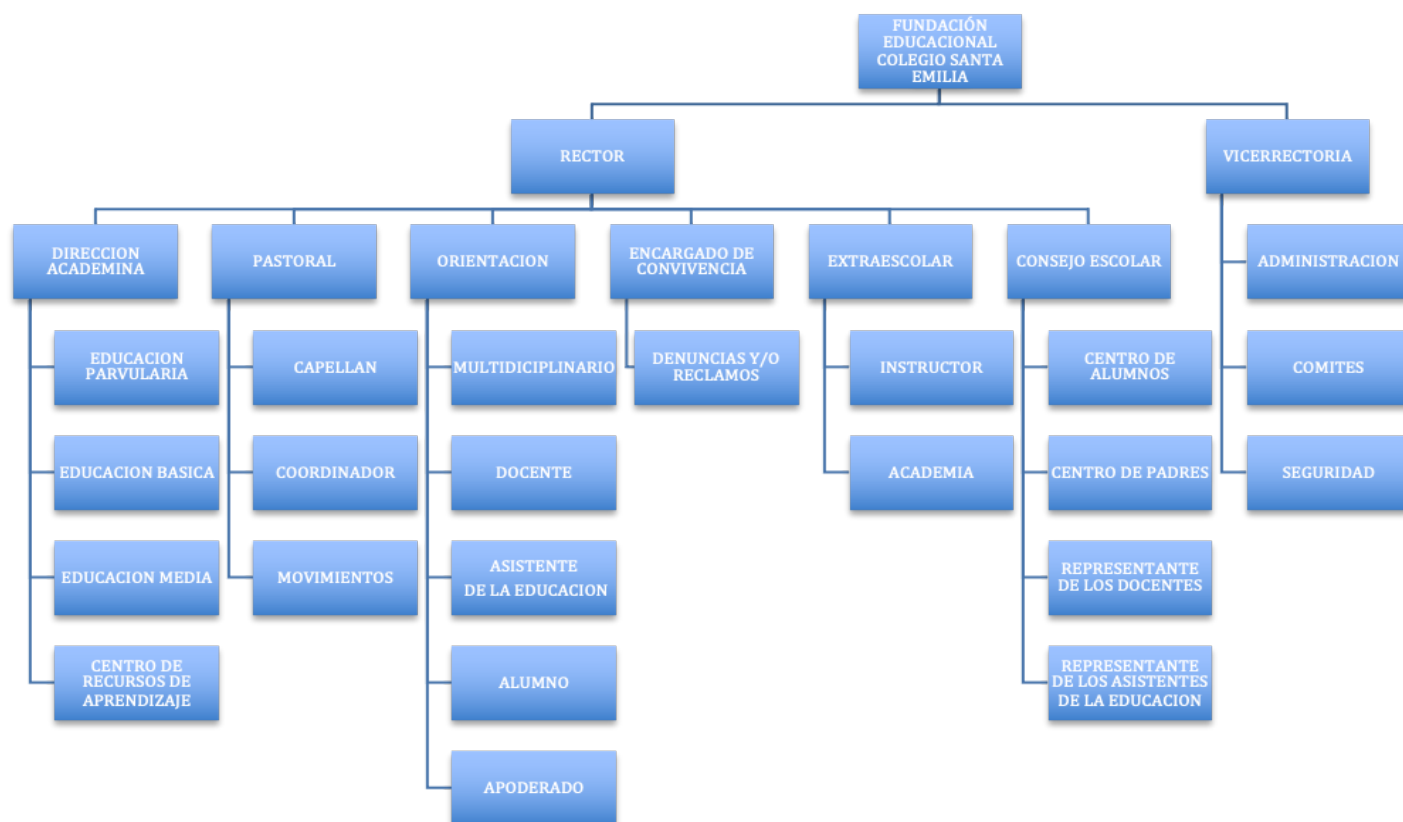 FUNDACIÓN
EDUCACIONAL
COLEGIO SANTA
EMILIA
RECTOR
VICERRECTORIA
DIRECCION
ACADEMINA
PASTORAL
ORIENTACION
ENCARGADO DE
CONVIVENCIA
EXTRAESCOLAR
CONSEJO ESCOLAR
ADMINISTRACION
EDUCACION
PARVULARIA
CAPELLAN
MULTIDICIPLINARIO
DENUNCIAS Y/O
RECLAMOS
INSTRUCTOR
CENTRO DE
ALUMNOS
COMITES
EDUCACION BASICA
COORDINADOR
DOCENTE
ACADEMIA
CENTRO DE PADRES
SEGURIDAD
EDUCACION MEDIA
MOVIMIENTOS
ASISTENTE
DE LA EDUCACION
REPRESENTANTE
DE LOS DOCENTES
CENTRO DE
RECURSOS DE
APRENDIZAJE
ALUMNO
REPRESENTANTE
DE LOS ASISTENTES
DE LA EDUCACION
APODERADO